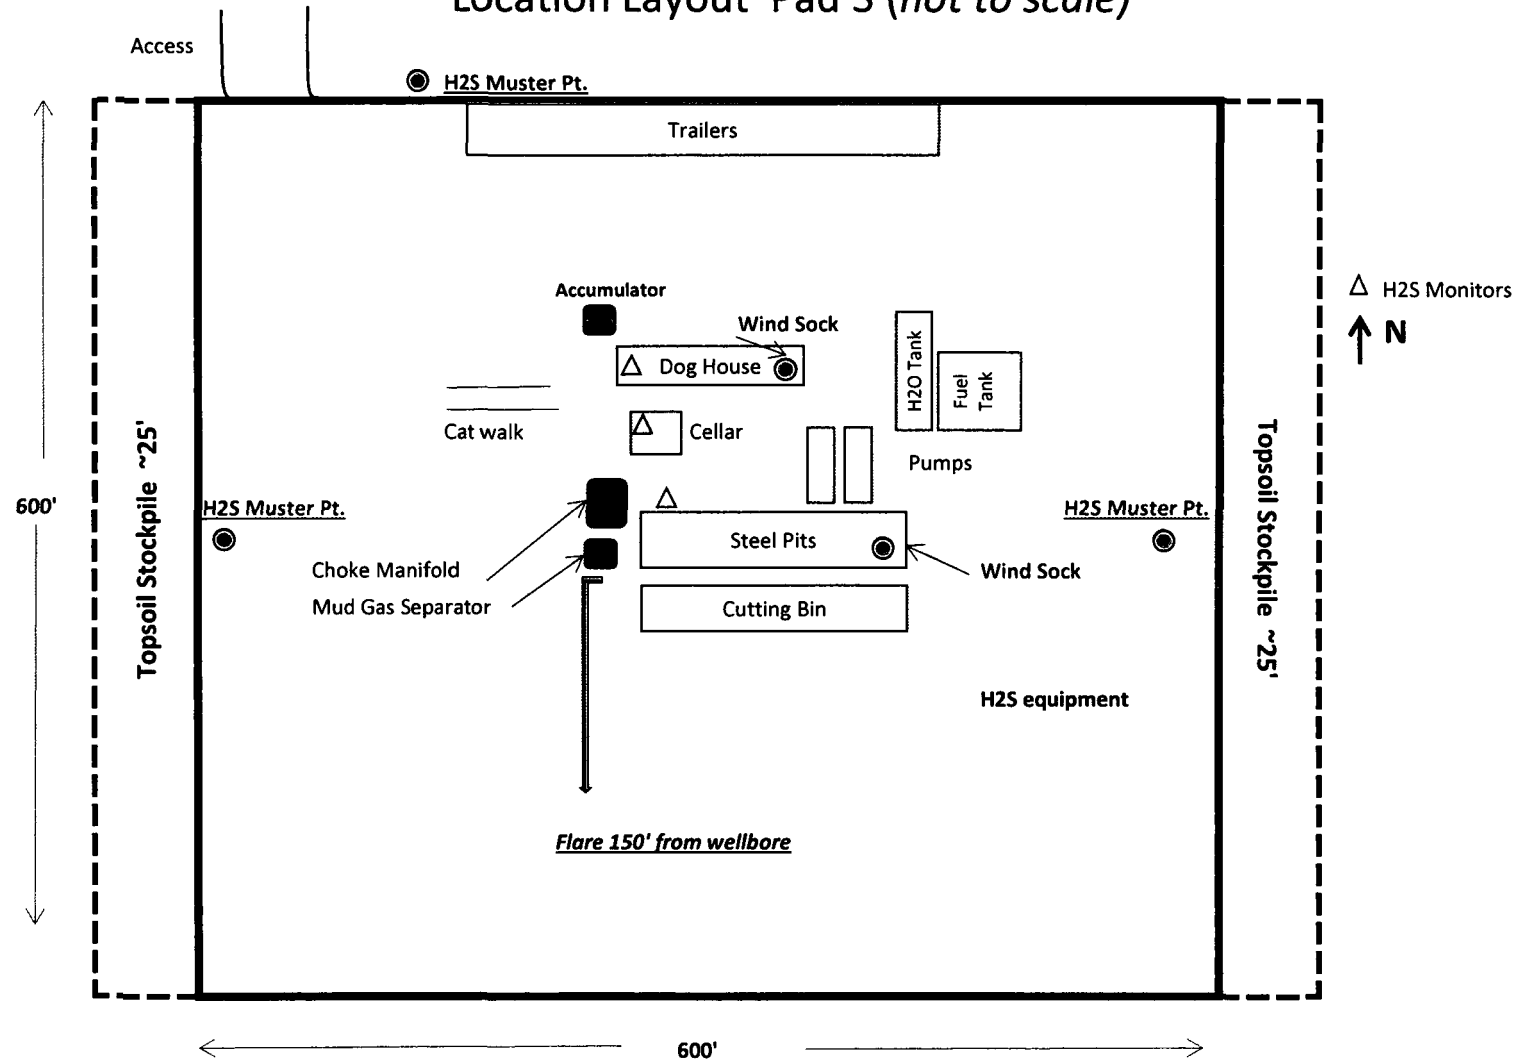 Location Layout Pad 3 (not to scale)
Access
H2S Muster Pt.
Trailers
Accumulator
Wind Sock
Dog House
H2O Tank
Fuel
Tank
H2S Monitors
N
Cat walk
Cellar
Pumps
600'
Topsoil Stockpile ~25'
H2S Muster Pt.
H2S Muster Pt.
Topsoil Stockpile ~25'
Steel Pits
Choke Manifold
Wind Sock
Mud Gas Separator
Cutting Bin
H2S equipment
Flare 150' from wellbore
600'